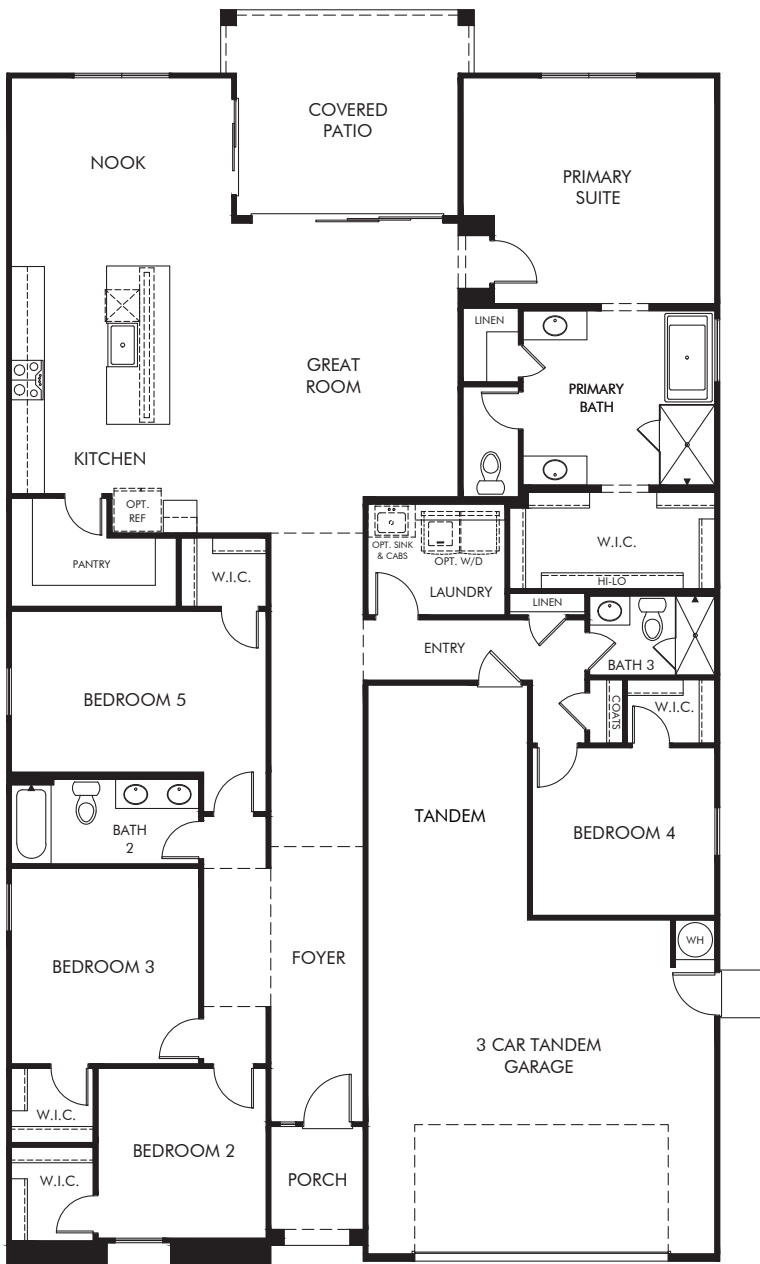 COVERED
PATIO
NOOK
PRIMARY
SUITE
LINEN
GREAT
ROOM
PRIMARY
BATH
KITCHEN
OPT.
REF
OPT. SINK
& CABS
OPT. W/D
W.I.C.
PANTRY
W.I.C.
HI-LO
LAUNDRY
LINEN
ENTRY
BATH 3
BEDROOM 5
COATS
W.I.C.
TANDEM
BATH
2
BEDROOM 4
WH
FOYER
BEDROOM 3
3 CAR TANDEM
GARAGE
W.I.C.
BEDROOM 2
W.I.C.
PORCH